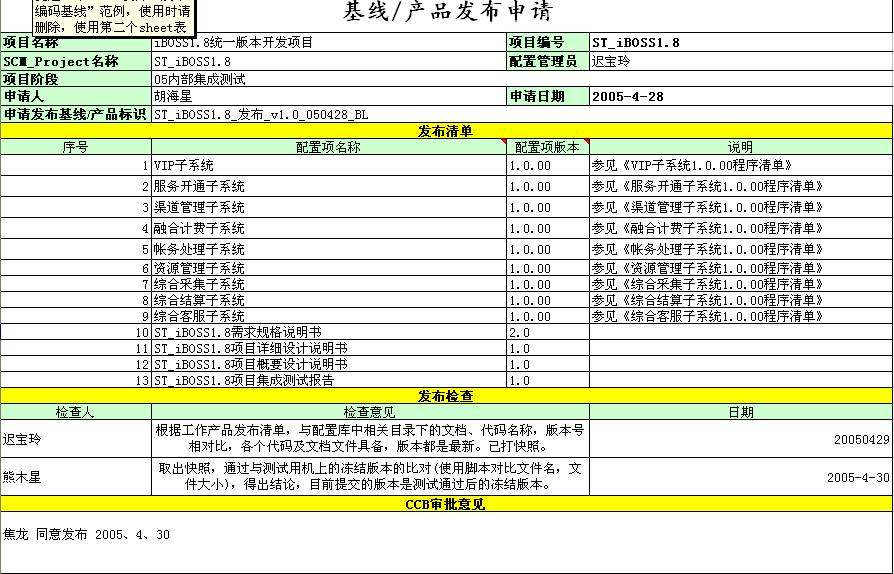 编码基线”范例，使用时请
删除，使用第二个sheet表
基线/产品发布申请
项目名称 iBOSS1.8统一版本开发项目 项目编号 ST_iBOSS1.8
SCM_Project名称 ST_iBOSS1.8 配置管理员 迟宝玲
项目阶段 05内部集成测试
申请人 胡海星 申请日期 2005-4-28
申请发布基线/产品标识 ST_iBOSS1.8_发布_v1.0_050428_BL
发布清单
序号 配置项名称 配置项版本 说明
1 VIP子系统 1.0.00 参见《VIP子系统1.0.00程序清单》
2 服务开通子系统 1.0.00 参见《服务开通子系统1.0.00程序清单》
3 渠道管理子系统 1.0.00 参见《渠道管理子系统1.0.00程序清单》
4 融合计费子系统 1.0.00 参见《融合计费子系统1.0.00程序清单》
5 帐务处理子系统 1.0.00 参见《帐务处理子系统1.0.00程序清单》
6 资源管理子系统 1.0.00 参见《资源管理子系统1.0.00程序清单》
7 综合采集子系统 1.0.00 参见《综合采集子系统1.0.00程序清单》
8 综合结算子系统 1.0.00 参见《综合结算子系统1.0.00程序清单》
9 综合客服子系统 1.0.00 参见《综合客服子系统1.0.00程序清单》
10 ST_iBOSS1.8需求规格说明书 2.0
11 ST_iBOSS1.8项目详细设计说明书 1.0
12 ST_iBOSS1.8项目概要设计说明书 1.0
13 ST_iBOSS1.8项目集成测试报告 1.0
发布检查
检查人 检查意见 日期
迟宝玲 根据工作产品发布清单，与配置库中相关目录下的文档、代码名称，版本号
相对比，各个代码及文档文件具备，版本都是最新。已打快照。 20050429
熊木星 取出快照，通过与测试用机上的冻结版本的比对(使用脚本对比文件名，文
件大小)，得出结论，目前提交的版本是测试通过后的冻结版本。 2005-4-30
CCB审批意见
焦龙 同意发布 2005、4、30